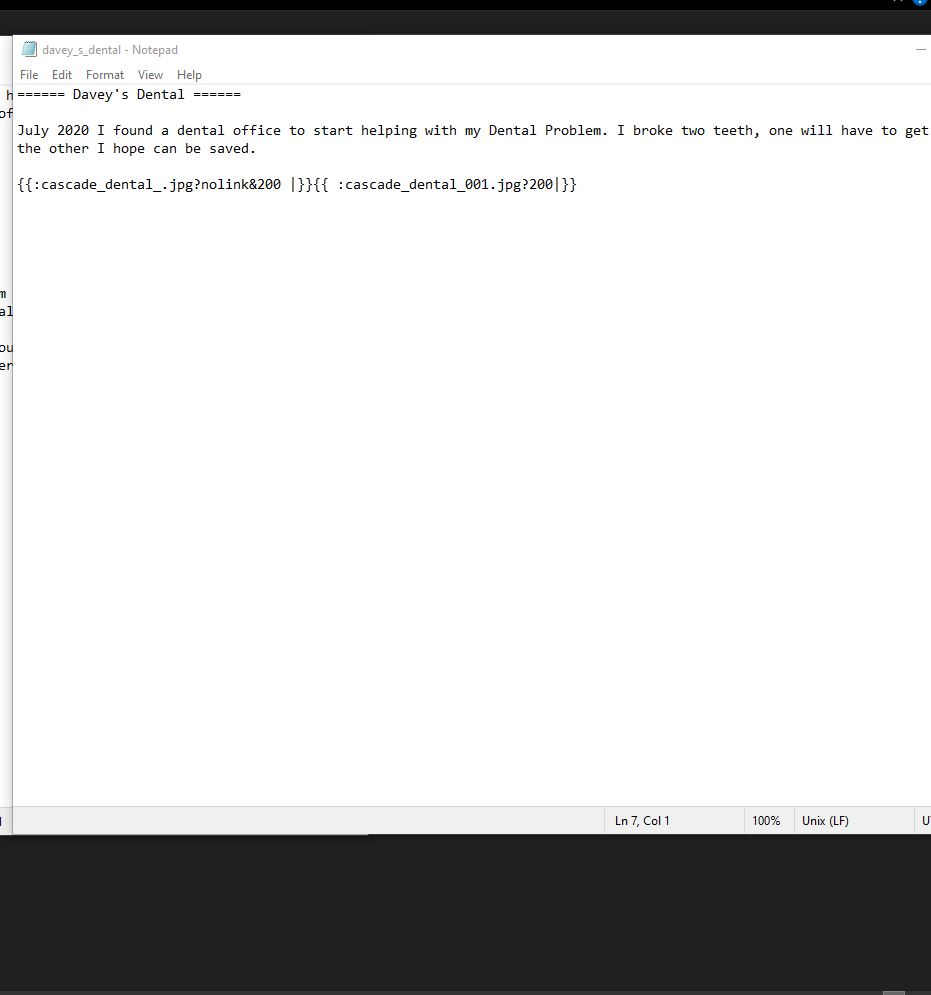 davey_s_dental - Notepad
File Edit Format View Help
====== Davey's Dental ======
July 2020 I found a dental office to start helping with my Dental Problem. I broke two teeth, one will have to get
the other I hope can be saved.
{{:cascade_dental_.jpg?nolink&200 |}}{{ :cascade_dental_001.jpg?200|}}
h
of
m
al
ou
er
Ln 7, Col 1 100% Unix (LF) U